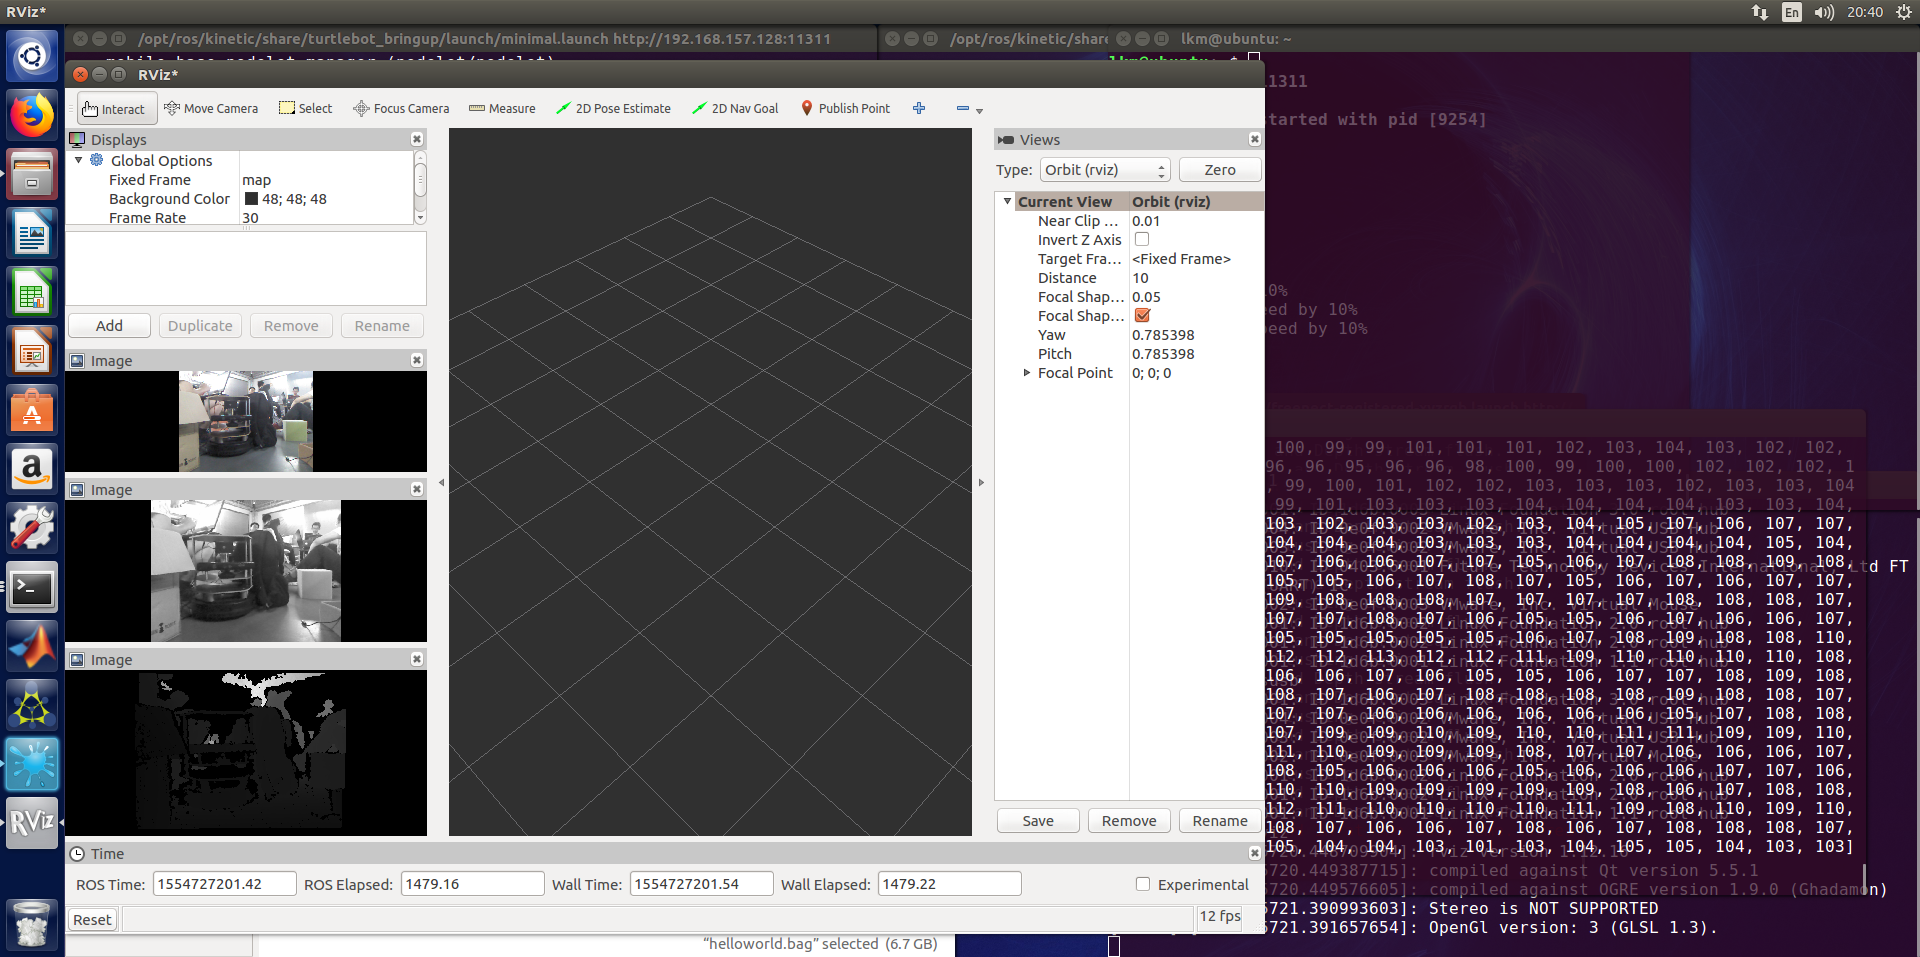 RViz*
En
20:40
/opt/ros/kinetic/share/turtlebot_bringup/launch/minimal.launch http://192.168.157.128:11311
/opt/ros/kinetic/share
lkm@ubuntu: ~
RViz*
Interact
Move Camera
Select
Focus Camera
Measure
2D Pose Estimate
2D Nav Goal
Publish Point
Displays
Global Options
Fixed Frame map
Background Color 48; 48; 48
Frame Rate 30
Add
Duplicate
Remove
Rename
Image
Image
Image
Views
Type: Orbit (rviz) Zero
Current View Orbit (rviz)
Near Clip ... 0.01
Invert Z Axis
Target Fra... <Fixed Frame>
Distance 10
Focal Shap... 0.05
Focal Shap...
Yaw 0.785398
Pitch 0.785398
Focal Point 0; 0; 0
Save
Remove
Rename
Time
ROS Time: 1554727201.42 ROS Elapsed: 1479.16 Wall Time: 1554727201.54 Wall Elapsed: 1479.22 Experimental
Reset
12 fps
"helloworld.bag" selected (6.7 GB)
11311
started with pid [9254]
10%
eed by 10%
peed by 10%
100, 99, 99, 101, 101, 101, 102, 103, 104, 103, 102, 102,
96, 96, 95, 96, 96, 98, 100, 99, 100, 100, 102, 102, 102, 1
, 99, 100, 101, 102, 102, 103, 103, 103, 102, 103, 103, 104
99, 101, 103, 103, 103, 104, 104, 104, 104, 103, 103, 104,
103, 102, 103, 103, 102, 103, 104, 105, 107, 106, 107, 107,
104, 104, 104, 103, 103, 103, 104, 104, 104, 104, 105, 104,
107, 106, 106, 107, 107, 105, 106, 107, 108, 108, 109, 108,
105, 105, 106, 107, 108, 107, 105, 106, 107, 106, 107, 107,
109, 108, 108, 108, 107, 107, 107, 107, 108, 108, 108, 107,
107, 107, 108, 107, 106, 105, 105, 106, 107, 106, 106, 107,
105, 105, 105, 105, 105, 106, 107, 108, 109, 108, 108, 110,
112, 112, 113, 112, 112, 111, 109, 110, 110, 110, 110, 108,
106, 106, 107, 106, 105, 105, 106, 107, 107, 108, 109, 108,
108, 107, 106, 107, 108, 108, 108, 108, 109, 108, 108, 107,
107, 107, 106, 106, 106, 106, 106, 106, 105, 107, 108, 108,
107, 109, 109, 110, 109, 110, 110, 111, 111, 109, 109, 110,
111, 110, 109, 109, 109, 108, 107, 107, 106, 106, 106, 107,
108, 105, 106, 106, 106, 105, 106, 106, 106, 107, 107, 106,
110, 110, 109, 109, 109, 109, 109, 108, 106, 107, 108, 108,
112, 111, 110, 110, 110, 110, 111, 109, 108, 110, 109, 110,
108, 107, 106, 106, 107, 108, 106, 107, 108, 108, 108, 107,
105, 104, 104, 103, 101, 103, 104, 105, 105, 104, 103, 103]
5720.449387715]: compiled against Qt version 5.5.1
5720.449576605]: compiled against OGRE version 1.9.0 (Ghadamon)
5721.390993603]: Stereo is NOT SUPPORTED
5721.391657654]: OpenGl version: 3 (GLSL 1.3).